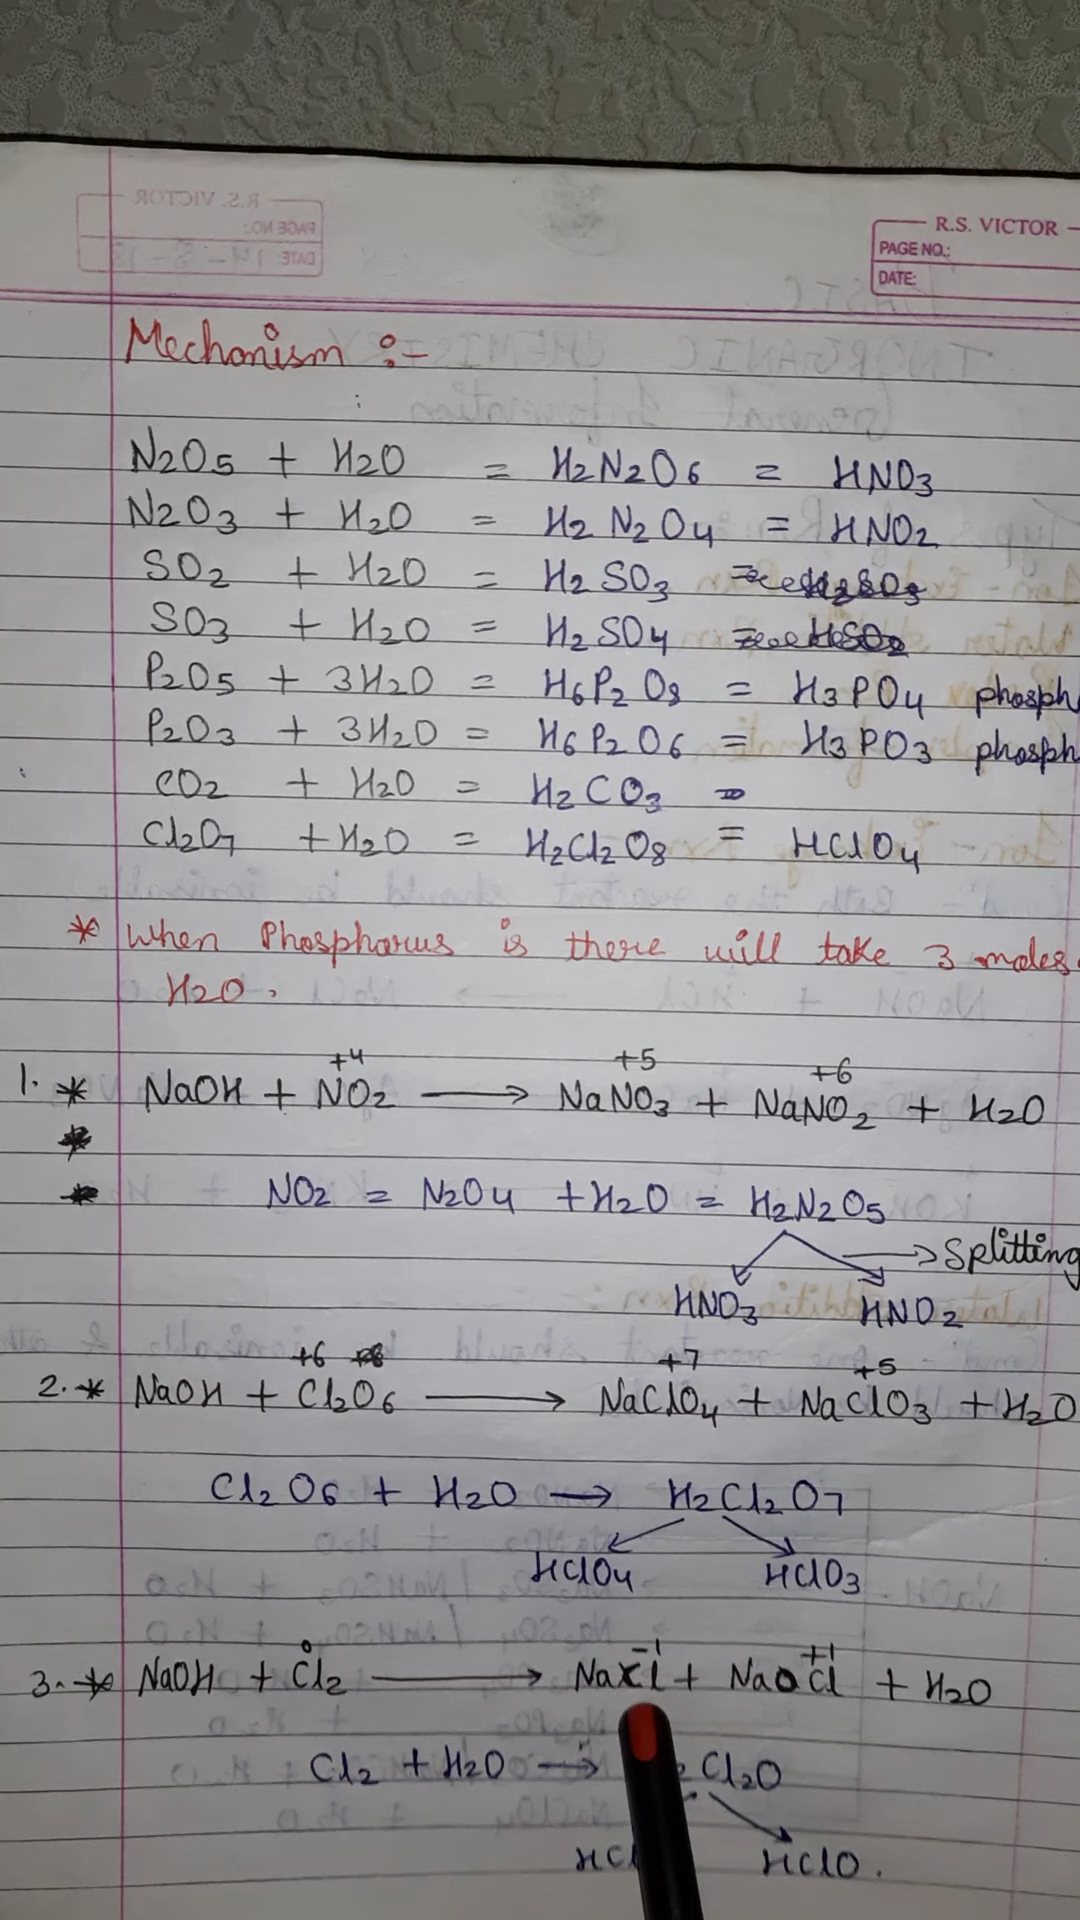 R.S. VICTOR
PAGE NO.:
DATE:
Mechanism :-
N2O5 + H2O = H2N2O6 = HNO3
N2O3 + H2O = H2N2O4 = HNO2
SO2 + H2O = H2SO3
SO3 + H2O = H2SO4
P2O5 + 3H2O = H6P2O8 = H3PO4 phosph
P2O3 + 3H2O = H6P2O6 = H3PO3 phosph
CO2 + H2O = H2CO3 =
Cl2O7 + H2O = H2Cl2O8 = HClO4
* When Phosphorus is there will take 3 moles
H2O.
+4 +5 +6
1. * NaOH + NO2 → NaNO3 + NaNO2 + H2O
NO2 = N2O4 + H2O = H2N2O5
→ Splitting
HNO3 HNO2
+6 +7 +5
2. * NaOH + Cl2O6 → NaClO4 + NaClO3 + H2O
Cl2O6 + H2O → H2Cl2O7
HClO4 HClO3
0 -1 +1
3. * NaOH + Cl2 → NaCl + NaOCl + H2O
Cl2 + H2O → Cl2O
HCl HClO.